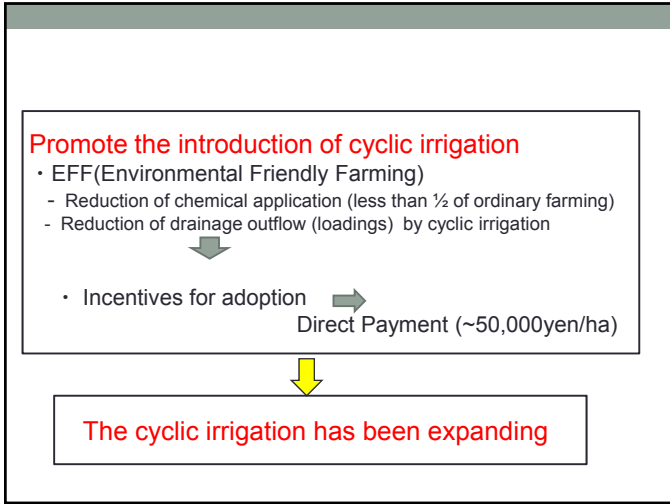 Promote the introduction of cyclic irrigation
・EFF(Environmental Friendly Farming)
- Reduction of chemical application (less than ½ of ordinary farming)
- Reduction of drainage outflow (loadings) by cyclic irrigation
・Incentives for adoption
Direct Payment (~50,000yen/ha)
The cyclic irrigation has been expanding